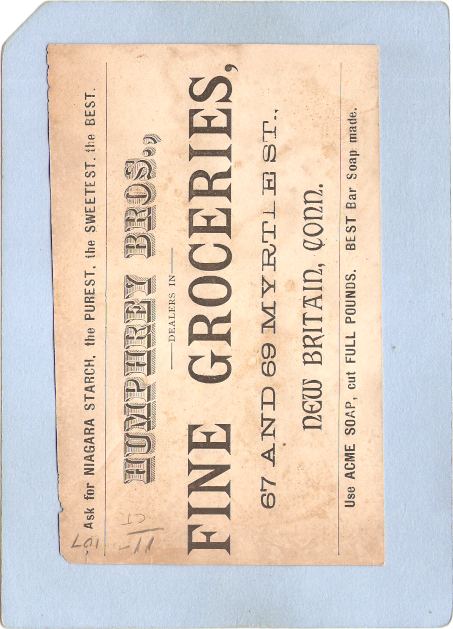 Ask for NIAGARA STARCH, the PUREST, the SWEETEST, the BEST.
HUMPHREY BROS.,
DEALERS IN
FINE GROCERIES,
67 AND 69 MYRTLE ST.,
NEW BRITAIN, CONN.
Use ACME SOAP, cut FULL POUNDS. BEST Bar Soap made.